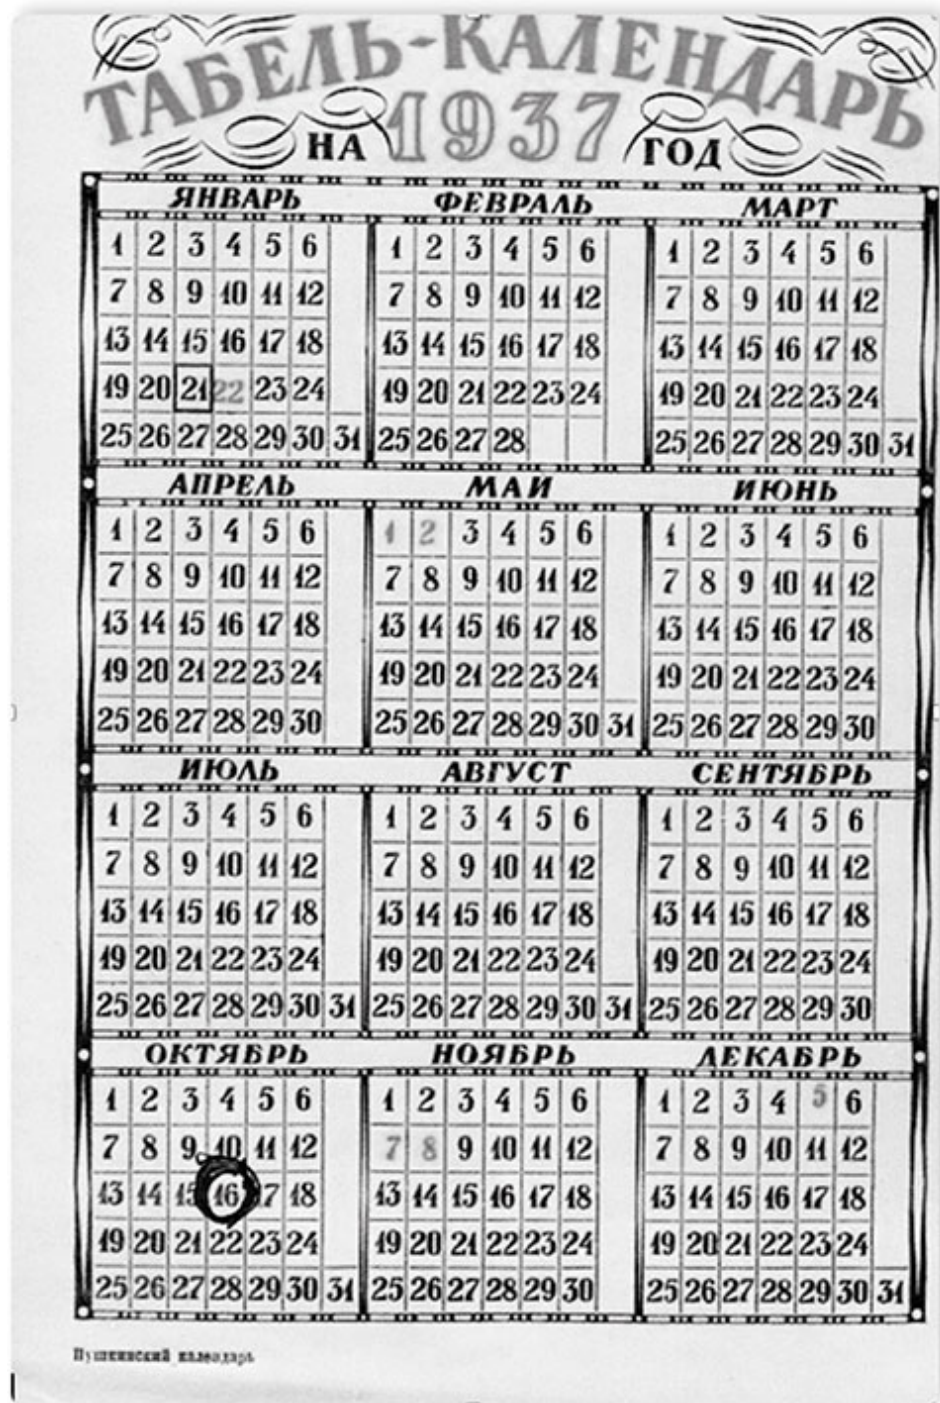 ТАБЕЛЬ-КАЛЕНДАРЬ
НА 1937 ГОД
ЯНВАРЬ ФЕВРАЛЬ МАРТ
1 2 3 4 5 6 1 2 3 4 5 6 1 2 3 4 5 6
7 8 9 10 11 12 7 8 9 10 11 12 7 8 9 10 11 12
13 14 15 16 17 18 13 14 15 16 17 18 13 14 15 16 17 18
19 20 21 22 23 24 19 20 21 22 23 24 19 20 21 22 23 24
25 26 27 28 29 30 31 25 26 27 28 25 26 27 28 29 30 31
АПРЕЛЬ МАИ ИЮНЬ
1 2 3 4 5 6 1 2 3 4 5 6 1 2 3 4 5 6
7 8 9 10 11 12 7 8 9 10 11 12 7 8 9 10 11 12
13 14 15 16 17 18 13 14 15 16 17 18 13 14 15 16 17 18
19 20 21 22 23 24 19 20 21 22 23 24 19 20 21 22 23 24
25 26 27 28 29 30 25 26 27 28 29 30 31 25 26 27 28 29 30
ИЮЛЬ АВГУСТ СЕНТЯБРЬ
1 2 3 4 5 6 1 2 3 4 5 6 1 2 3 4 5 6
7 8 9 10 11 12 7 8 9 10 11 12 7 8 9 10 11 12
13 14 15 16 17 18 13 14 15 16 17 18 13 14 15 16 17 18
19 20 21 22 23 24 19 20 21 22 23 24 19 20 21 22 23 24
25 26 27 28 29 30 31 25 26 27 28 29 30 31 25 26 27 28 29 30
ОКТЯБРЬ НОЯБРЬ ДЕКАБРЬ
1 2 3 4 5 6 1 2 3 4 5 6 1 2 3 4 5 6
7 8 9 10 11 12 7 8 9 10 11 12 7 8 9 10 11 12
13 14 15 16 17 18 13 14 15 16 17 18 13 14 15 16 17 18
19 20 21 22 23 24 19 20 21 22 23 24 19 20 21 22 23 24
25 26 27 28 29 30 31 25 26 27 28 29 30 25 26 27 28 29 30 31
Пушкинский календарь